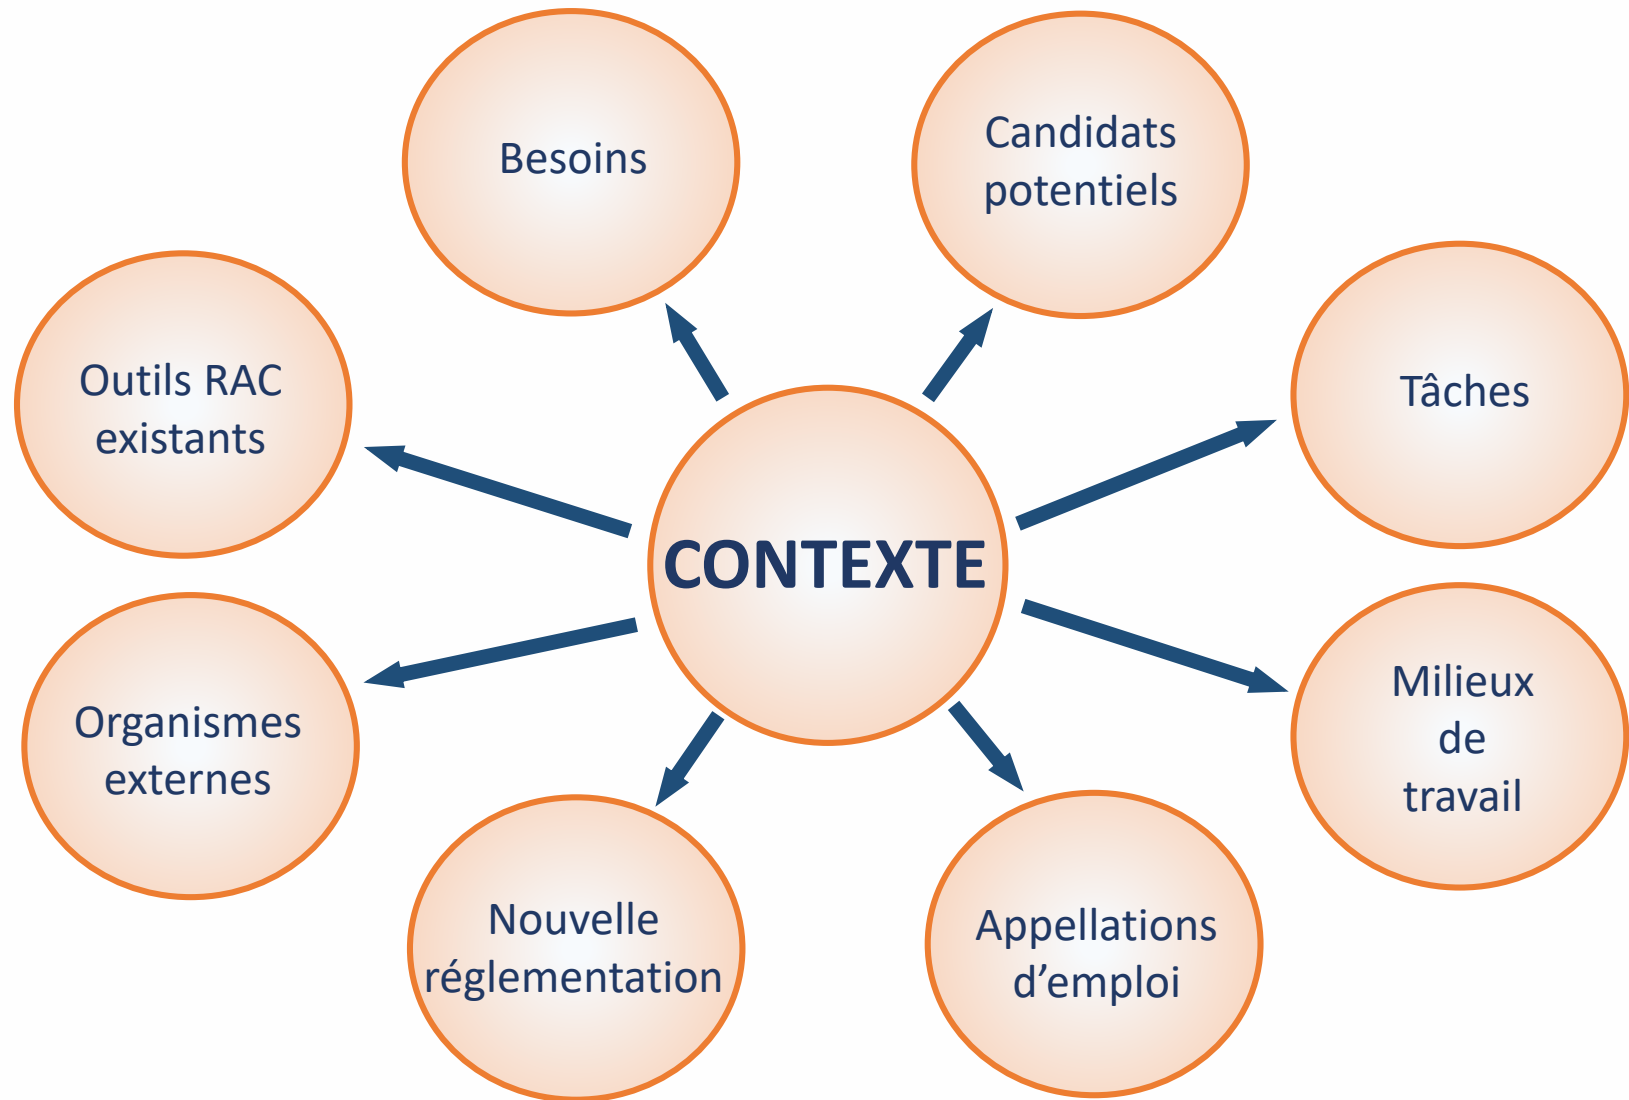 Besoins
Candidats
potentiels
Outils RAC
existants
Tâches
CONTEXTE
Organismes
externes
Milieux
de
travail
Nouvelle
réglementation
Appellations
d’emploi